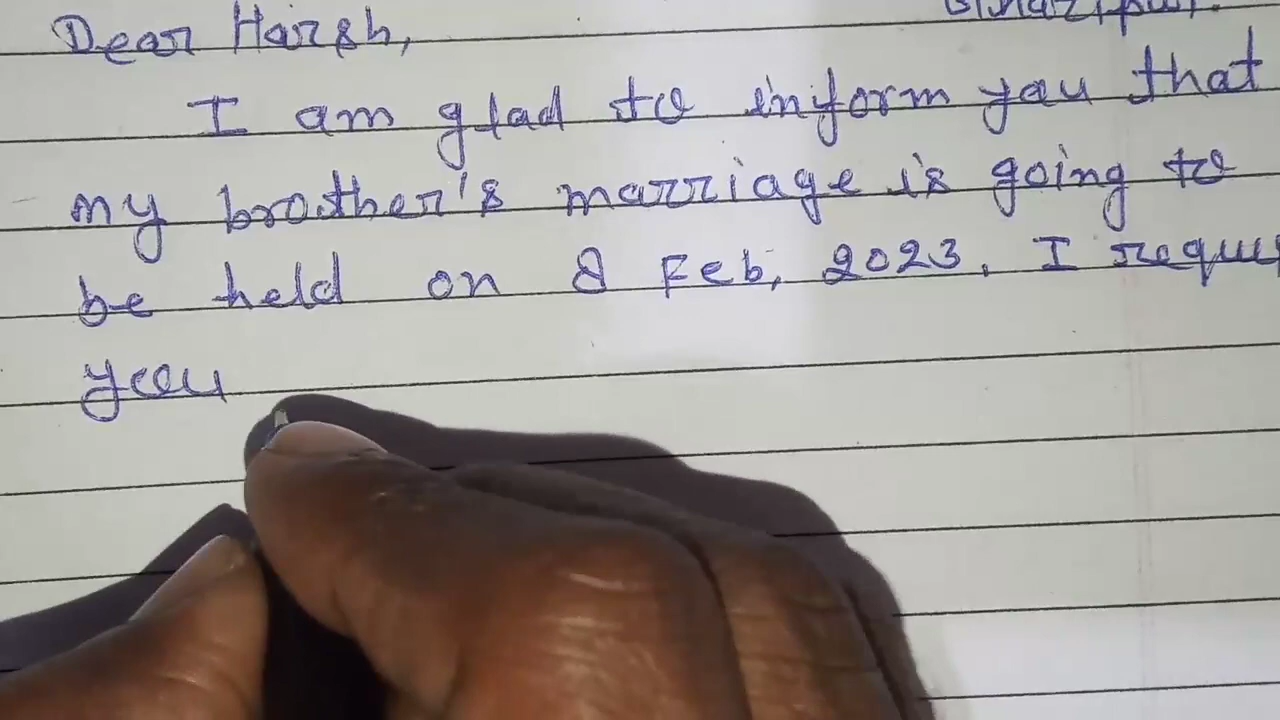 Dear Harsh,
I am glad to inform you that
my brother's marriage is going to
be held on 8 Feb, 2023. I reque
you